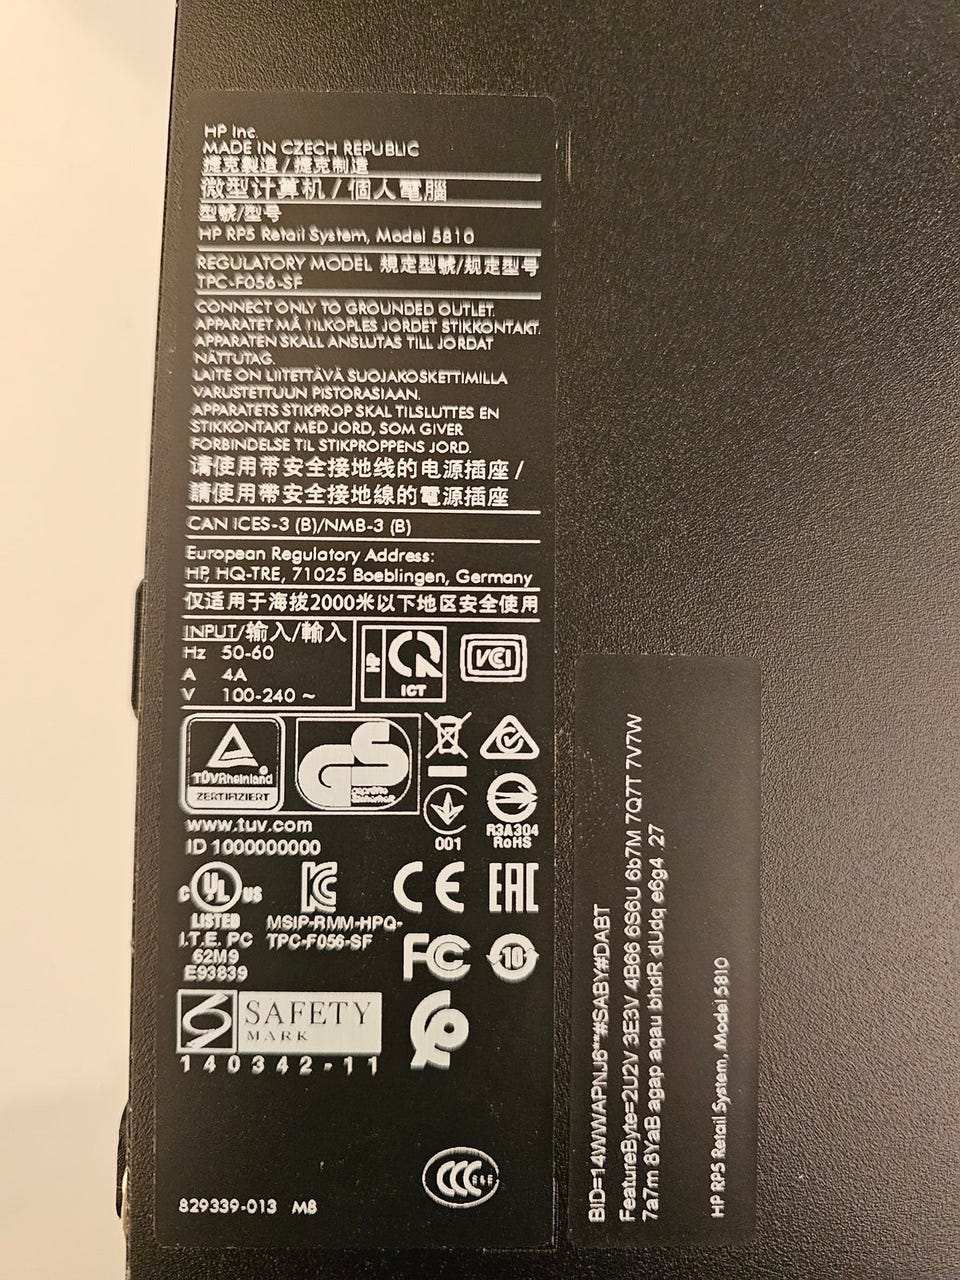 HP Inc.
MADE IN CZECH REPUBLIC
捷克製造 / 捷克制造
微型计算机 / 個人電腦
型號/型号
HP RP5 Retail System, Model 5810
REGULATORY MODEL 規定型號/规定型号
TPC-F056-SF
CONNECT ONLY TO GROUNDED OUTLET.
APPARATET MÅ TILKOPLES JORDET STIKKONTAKT.
APPARATEN SKALL ANSLUTAS TILL JORDAT
NÄTTUTAG.
LAITE ON LIITETTÄVÄ SUOJAKOSKETTIMILLA
VARUSTETTUUN PISTORASIAAN.
APPARATETS STIKPROP SKAL TILSLUTTES EN
STIKKONTAKT MED JORD, SOM GIVER
FORBINDELSE TIL STIKPROPPENS JORD.
请使用带安全接地线的电源插座 /
請使用帶安全接地線的電源插座
CAN ICES-3 (B)/NMB-3 (B)
European Regulatory Address:
HP, HQ-TRE, 71025 Boeblingen, Germany
仅适用于海拔2000米以下地区安全使用
INPUT/输入/輸入
Hz 50-60
A 4A
V 100-240 ~
HP
ICT
VCI
TÜVRheinland
ZERTIFIZIERT
GS
geprüfte
Sicherheit
001
R3A304
RoHS
www.tuv.com
ID 1000000000
c UL US
LISTED
I.T.E. PC
62M9
E93839
KC
MSIP-RMM-HPQ-
TPC-F056-SF
CE
EAC
FC
10
SAFETY
MARK
140342-11
CCC
829339-013 M8
BID=14WWAPNJ6**#SABY#DABT
FeatureByte=2U2V 3E3V 4B66 6S6U 6b7M 7Q7T 7V7W
7a7m 8YaB agap aqau bhdR dUdq e6g4 .27
HP RP5 Retail System, Model 5810